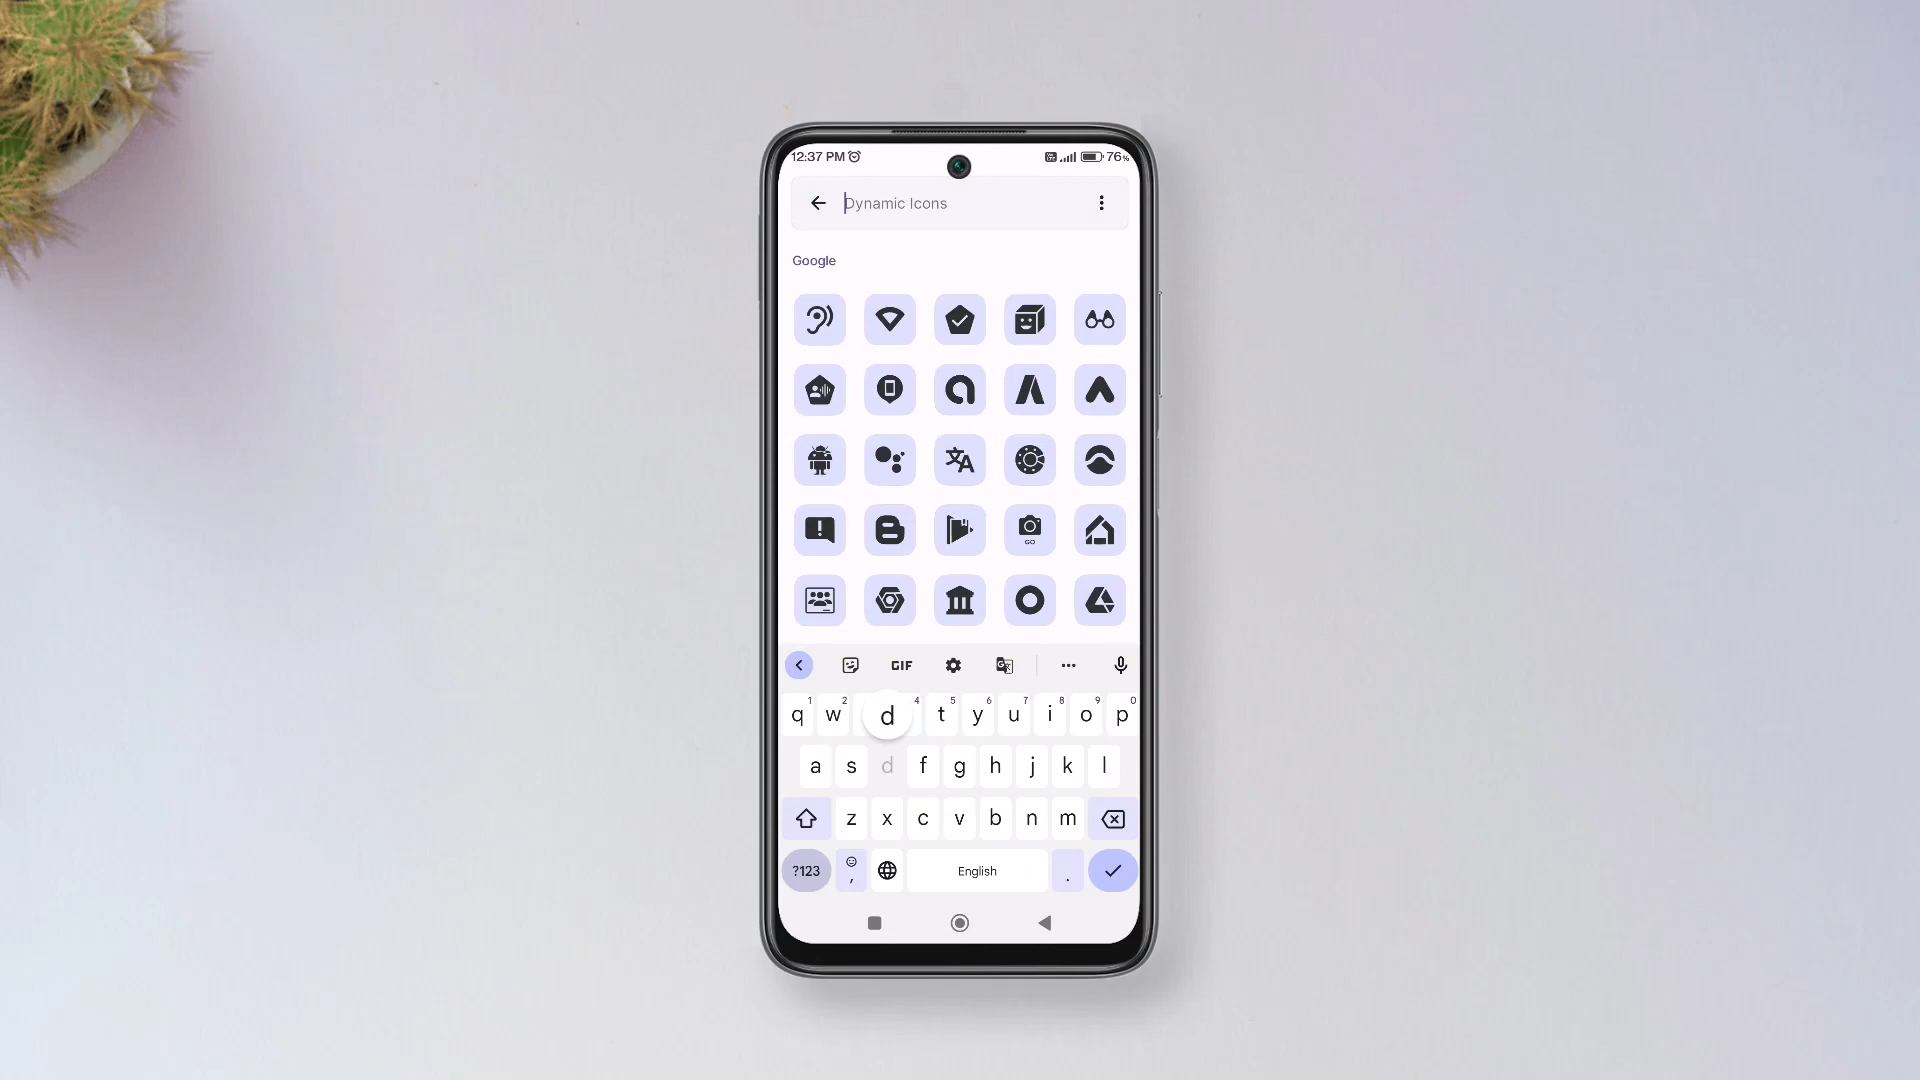 12:37 PM 76%
Dynamic Icons
Google
GO
GIF
1 2 4 5 6 7 8 9 0
q w d t y u i o p
a s d f g h j k l
z x c v b n m
?123 , English .